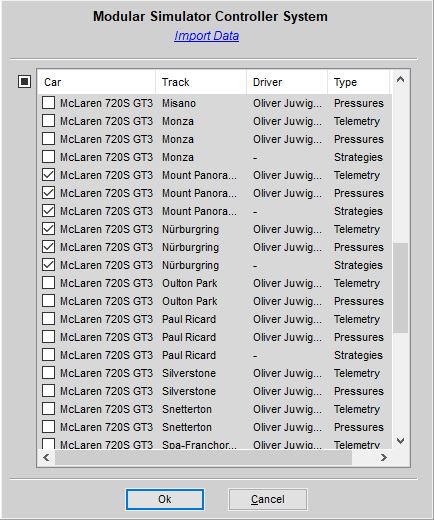 Modular Simulator Controller System
Import Data
Car Track Driver Type
McLaren 720S GT3 Misano Oliver Juwig... Pressures
McLaren 720S GT3 Monza Oliver Juwig... Telemetry
McLaren 720S GT3 Monza Oliver Juwig... Pressures
McLaren 720S GT3 Monza - Strategies
McLaren 720S GT3 Mount Panora... Oliver Juwig... Telemetry
McLaren 720S GT3 Mount Panora... Oliver Juwig... Pressures
McLaren 720S GT3 Mount Panora... - Strategies
McLaren 720S GT3 Nürburgring Oliver Juwig... Telemetry
McLaren 720S GT3 Nürburgring Oliver Juwig... Pressures
McLaren 720S GT3 Nürburgring - Strategies
McLaren 720S GT3 Oulton Park Oliver Juwig... Telemetry
McLaren 720S GT3 Oulton Park Oliver Juwig... Pressures
McLaren 720S GT3 Paul Ricard Oliver Juwig... Telemetry
McLaren 720S GT3 Paul Ricard Oliver Juwig... Pressures
McLaren 720S GT3 Paul Ricard - Strategies
McLaren 720S GT3 Silverstone Oliver Juwig... Telemetry
McLaren 720S GT3 Silverstone Oliver Juwig... Pressures
McLaren 720S GT3 Snetterton Oliver Juwig... Telemetry
McLaren 720S GT3 Snetterton Oliver Juwig... Pressures
McLaren 720S GT3 Spa-Franchor... Oliver Juwig... Telemetry
Ok Cancel